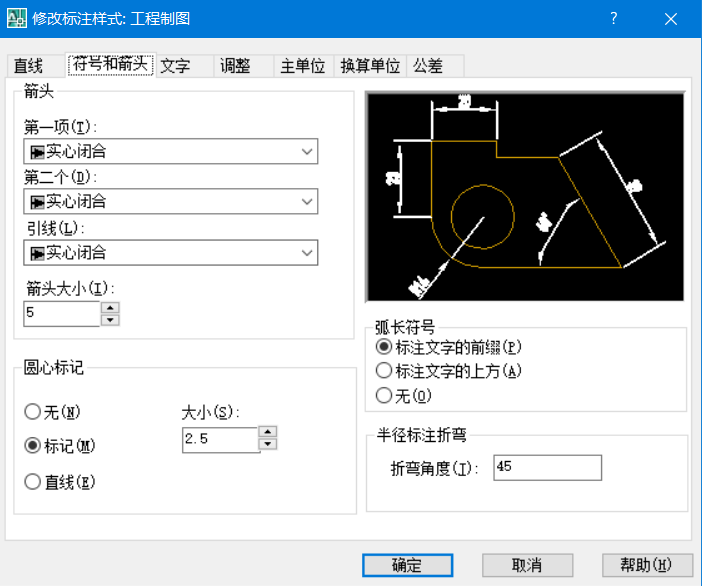 修改标注样式: 工程制图
?
直线 符号和箭头 文字 调整 主单位 换算单位 公差
箭头
第一项(T):
实心闭合
第二个(D):
实心闭合
引线(L):
实心闭合
箭头大小(I):
5
圆心标记
无(N)
标记(M)
直线(E)
大小(S):
2.5
弧长符号
标注文字的前缀(P)
标注文字的上方(A)
无(O)
半径标注折弯
折弯角度(J):
45
确定 取消 帮助(H)